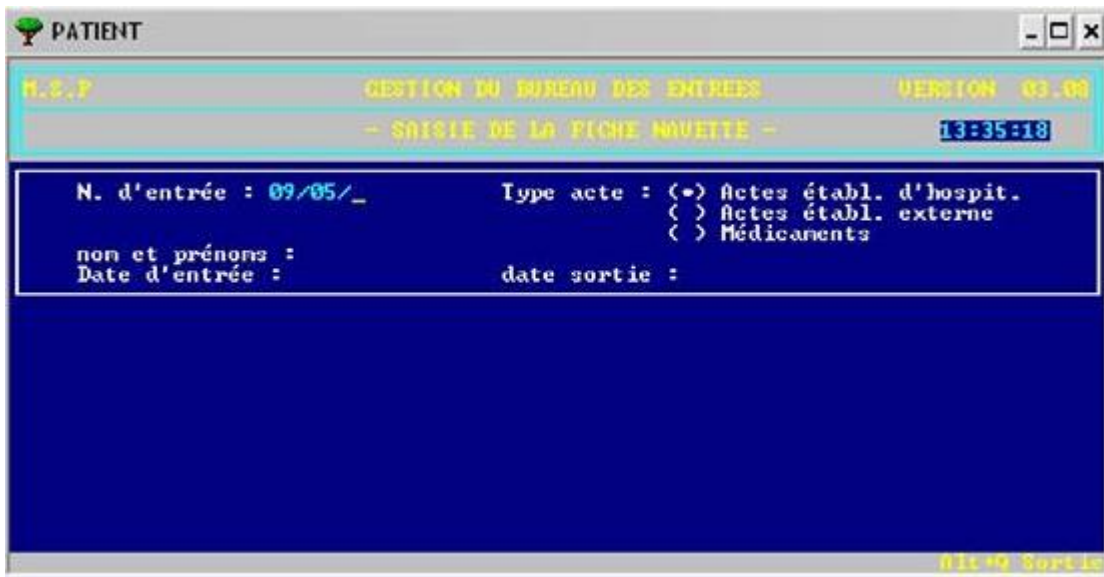 PATIENT
M.S.P GESTION DU BUREAU DES ENTREES VERSION 03.08
- SAISIE DE LA FICHE NAVETTE - 13:35:18
N. d'entrée : 09/05/_ Type acte : (•) Actes établ. d'hospit.
( ) Actes établ. externe
( ) Médicaments
nom et prénoms :
Date d'entrée : date sortie :
Alt+Q Sortie